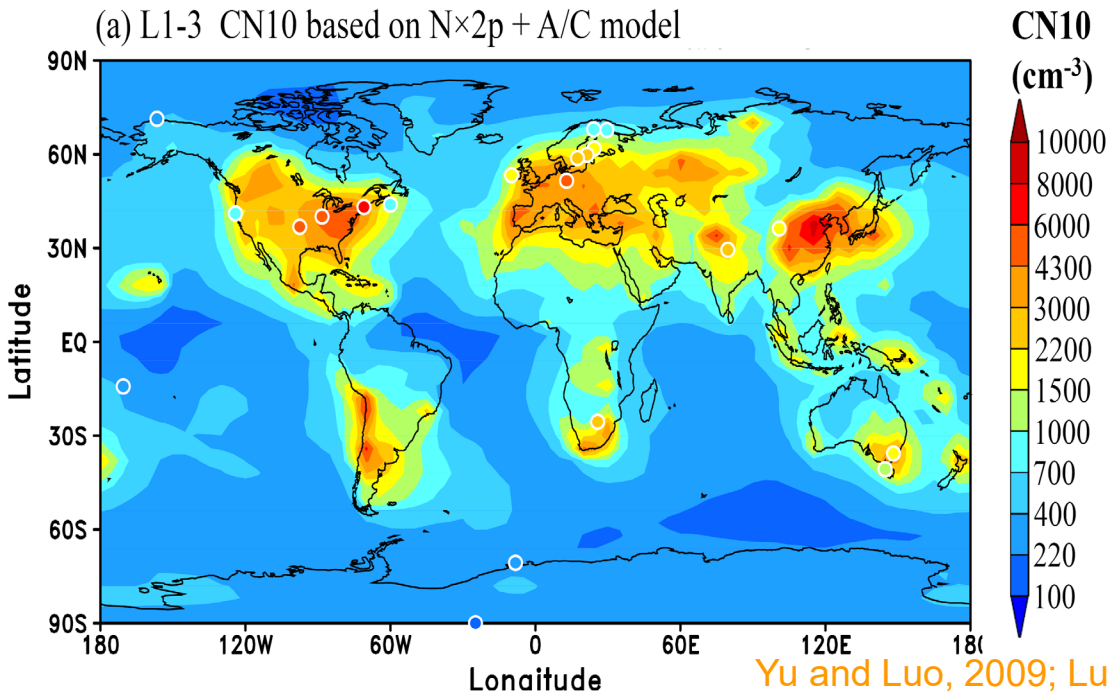 (a) L1-3 CN10 based on N×2p + A/C model
CN10
(cm-3)
90N
60N
30N
EQ
30S
60S
90S
Latitude
180
120W
60W
0
60E
120E
18(
Longitude
10000
8000
6000
4300
3000
2200
1500
1000
700
400
220
100
Yu and Luo, 2009; Lu